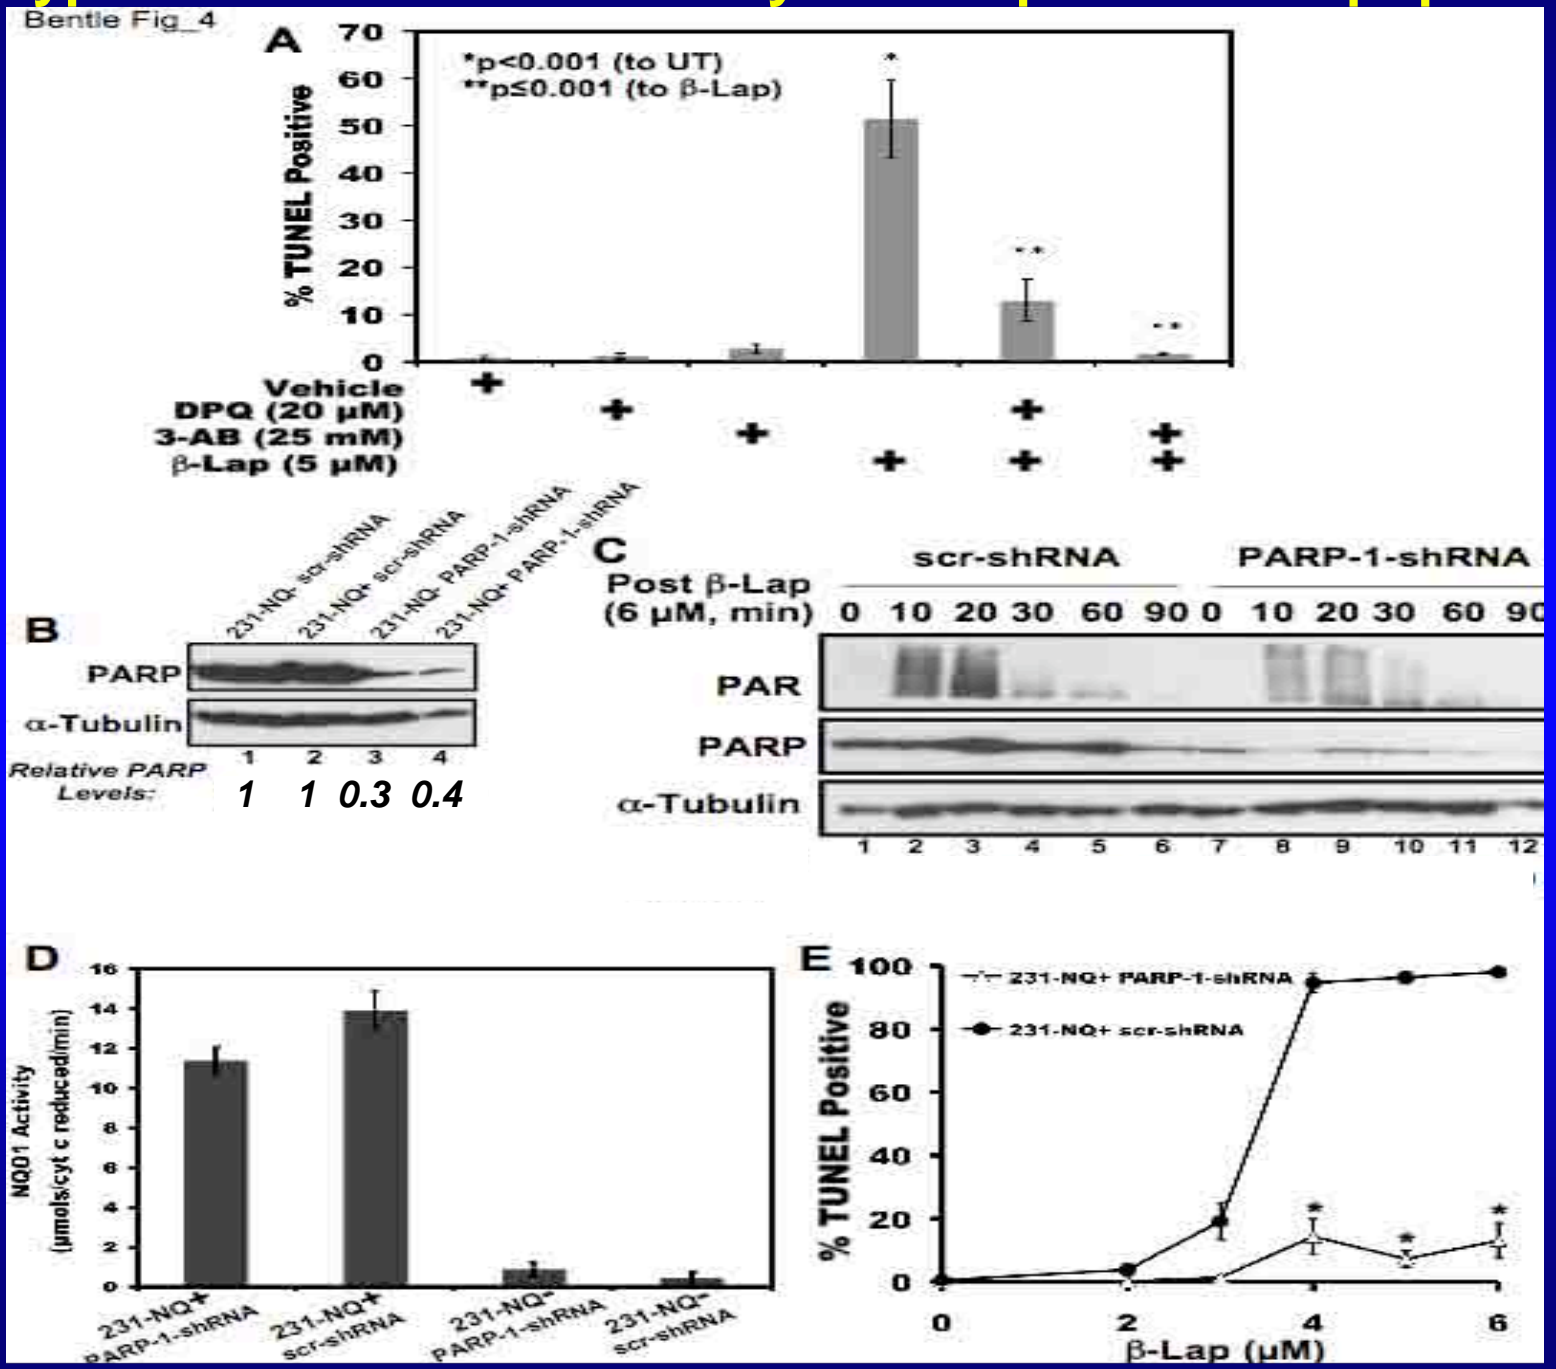 Bentle Fig_4
A
*p<0.001 (to UT)
**p≤0.001 (to β-Lap)
% TUNEL Positive
70
60
50
40
30
20
10
0
*
**
**
Vehicle +
DPQ (20 µM) + +
3-AB (25 mM) + +
β-Lap (5 µM) + + +
B
231-NQ- scr-shRNA
231-NQ+ scr-shRNA
231-NQ- PARP-1-shRNA
231-NQ+ PARP-1-shRNA
PARP
α-Tubulin
1 2 3 4
Relative PARP
Levels:
1 1 0.3 0.4
C
scr-shRNA PARP-1-shRNA
Post β-Lap
(6 µM, min) 0 10 20 30 60 90 0 10 20 30 60 90
PAR
PARP
α-Tubulin
1 2 3 4 5 6 7 8 9 10 11 12
D
NQ01 Activity
(µmols/cyt c reduced/min)
16
14
12
10
8
6
4
2
0
231-NQ+
PARP-1-shRNA
231-NQ+
scr-shRNA
231-NQ-
PARP-1-shRNA
231-NQ-
scr-shRNA
E
% TUNEL Positive
100
80
60
40
20
0
231-NQ+ PARP-1-shRNA
231-NQ+ scr-shRNA
* * *
0 2 4 6
β-Lap (µM)